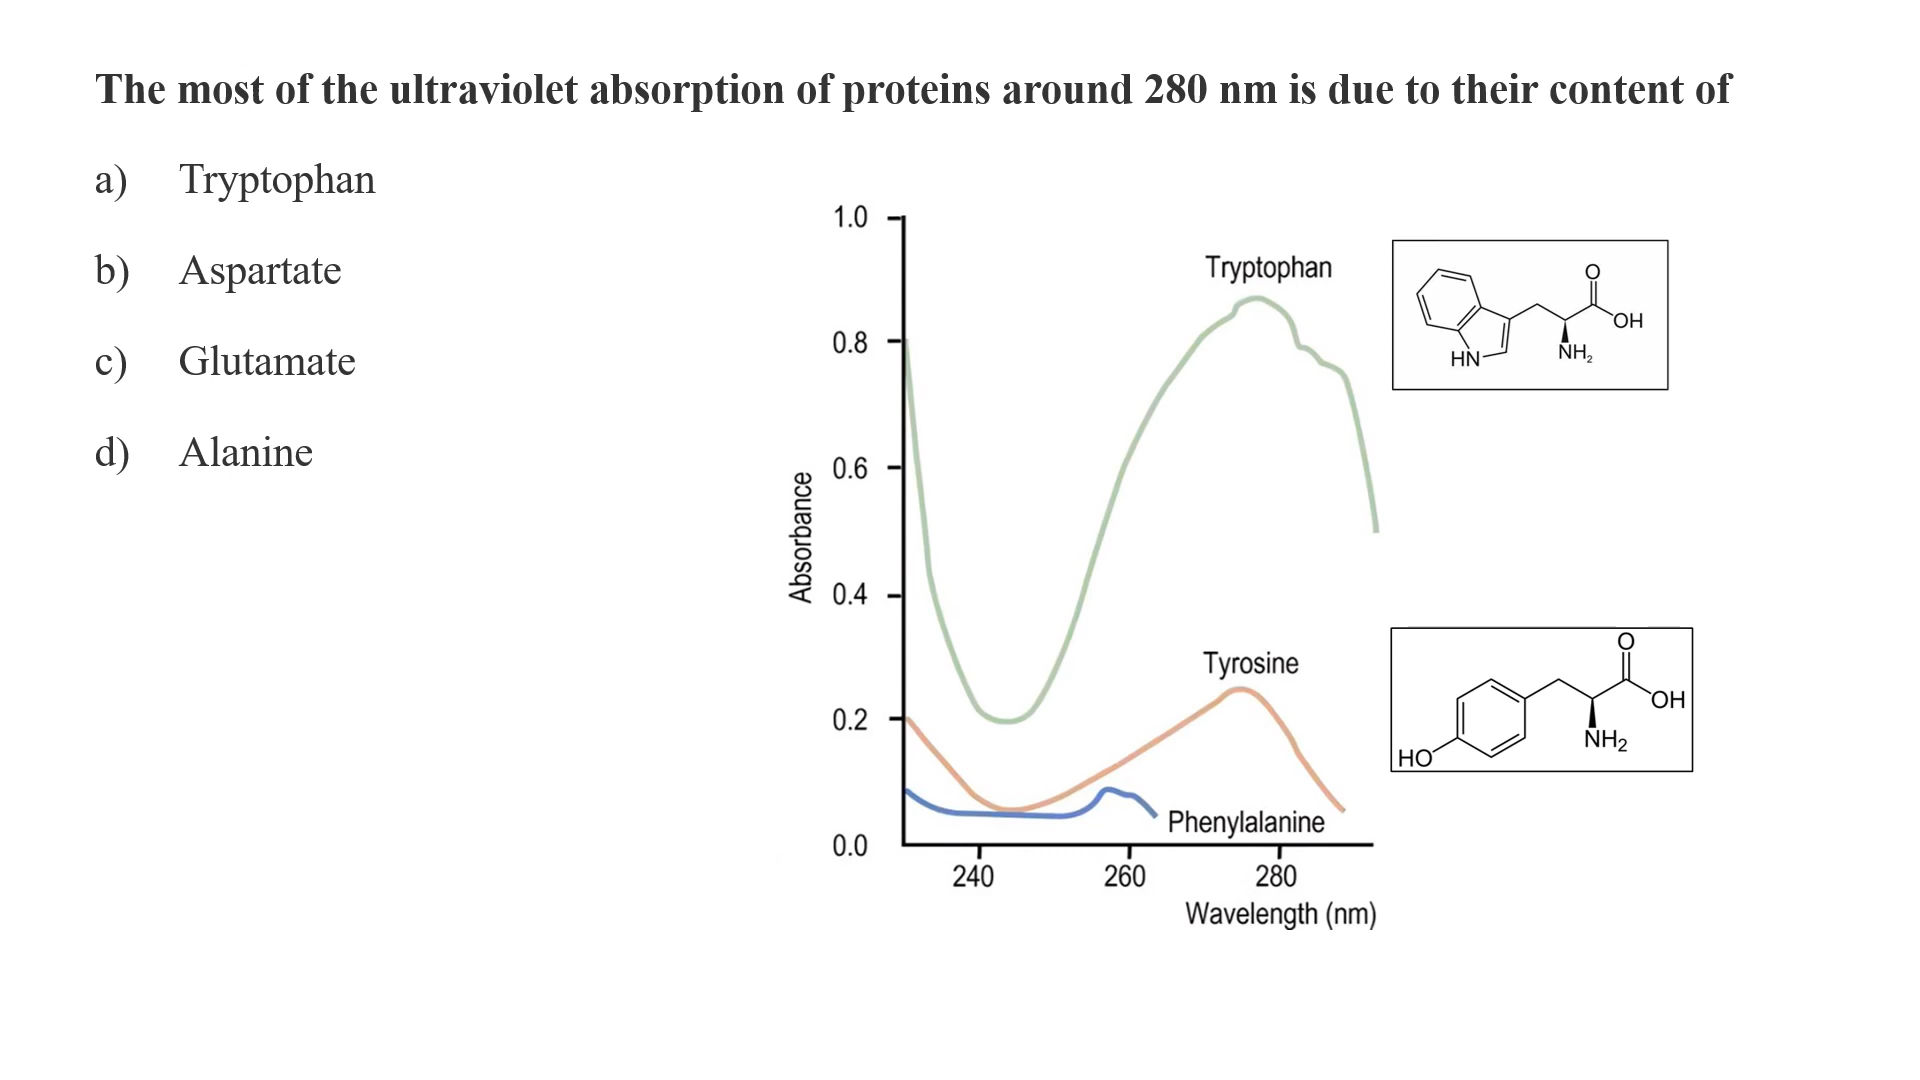 The most of the ultraviolet absorption of proteins around 280 nm is due to their content of
a) Tryptophan
b) Aspartate
c) Glutamate
d) Alanine
1.0
0.8
0.6
0.4
0.2
0.0
Absorbance
Tryptophan
Tyrosine
Phenylalanine
240 260 280
Wavelength (nm)
O
OH
NH₂
HN
O
OH
NH₂
HO